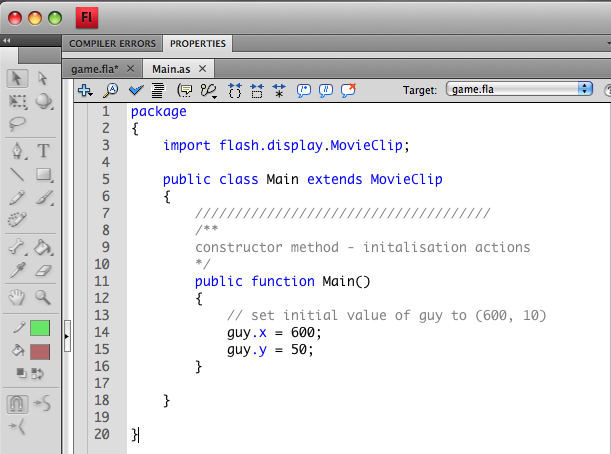 Fl
COMPILER ERRORS PROPERTIES
game.fla* × Main.as ×
Target: game.fla
1 package
2 {
3 import flash.display.MovieClip;
4
5 public class Main extends MovieClip
6 {
7 /////////////////////////////////////
8 /**
9 constructor method - initalisation actions
10 */
11 public function Main()
12 {
13 // set initial value of guy to (600, 10)
14 guy.x = 600;
15 guy.y = 50;
16 }
17
18 }
19
20 }